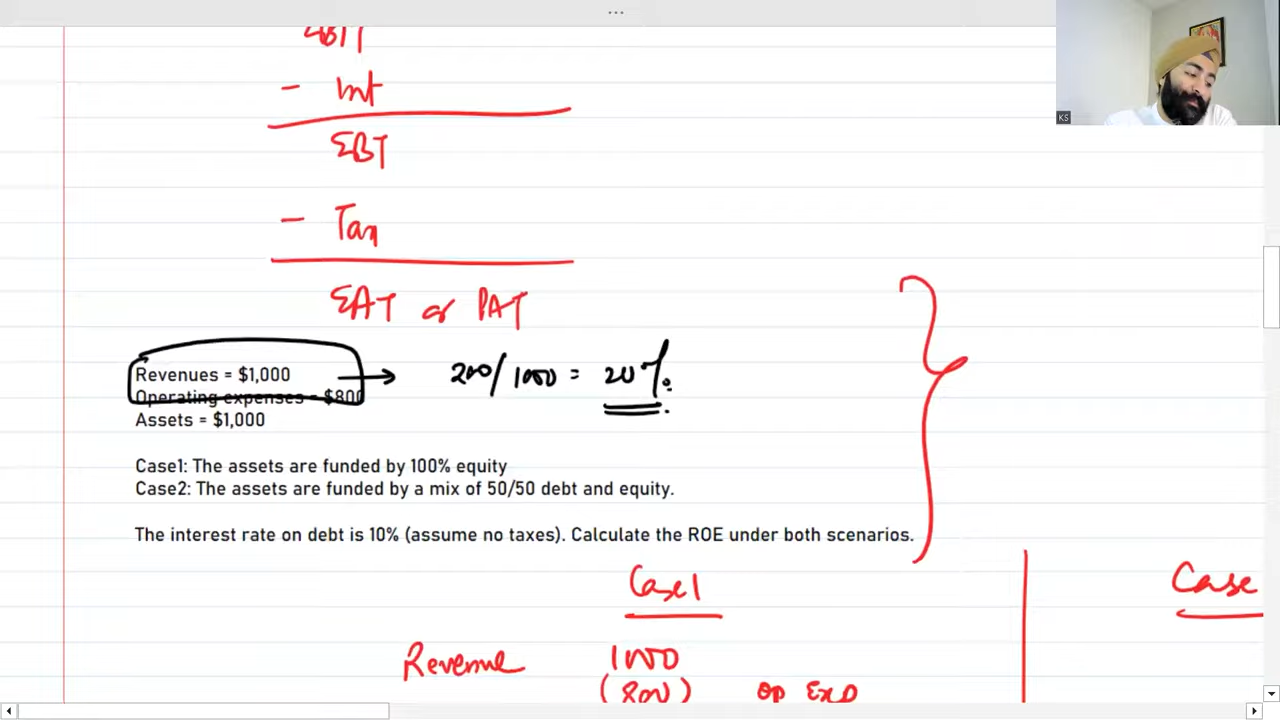 ...
EBIT
- Int
EBT
- Tax
EAT or PAT
Revenues = $1,000
200/1000 = 20%.
Operating expenses = $800
Assets = $1,000
Case1: The assets are funded by 100% equity
Case2: The assets are funded by a mix of 50/50 debt and equity.
The interest rate on debt is 10% (assume no taxes). Calculate the ROE under both scenarios.
Case1
Case
Revenue 1000
(800) op Exp
KS